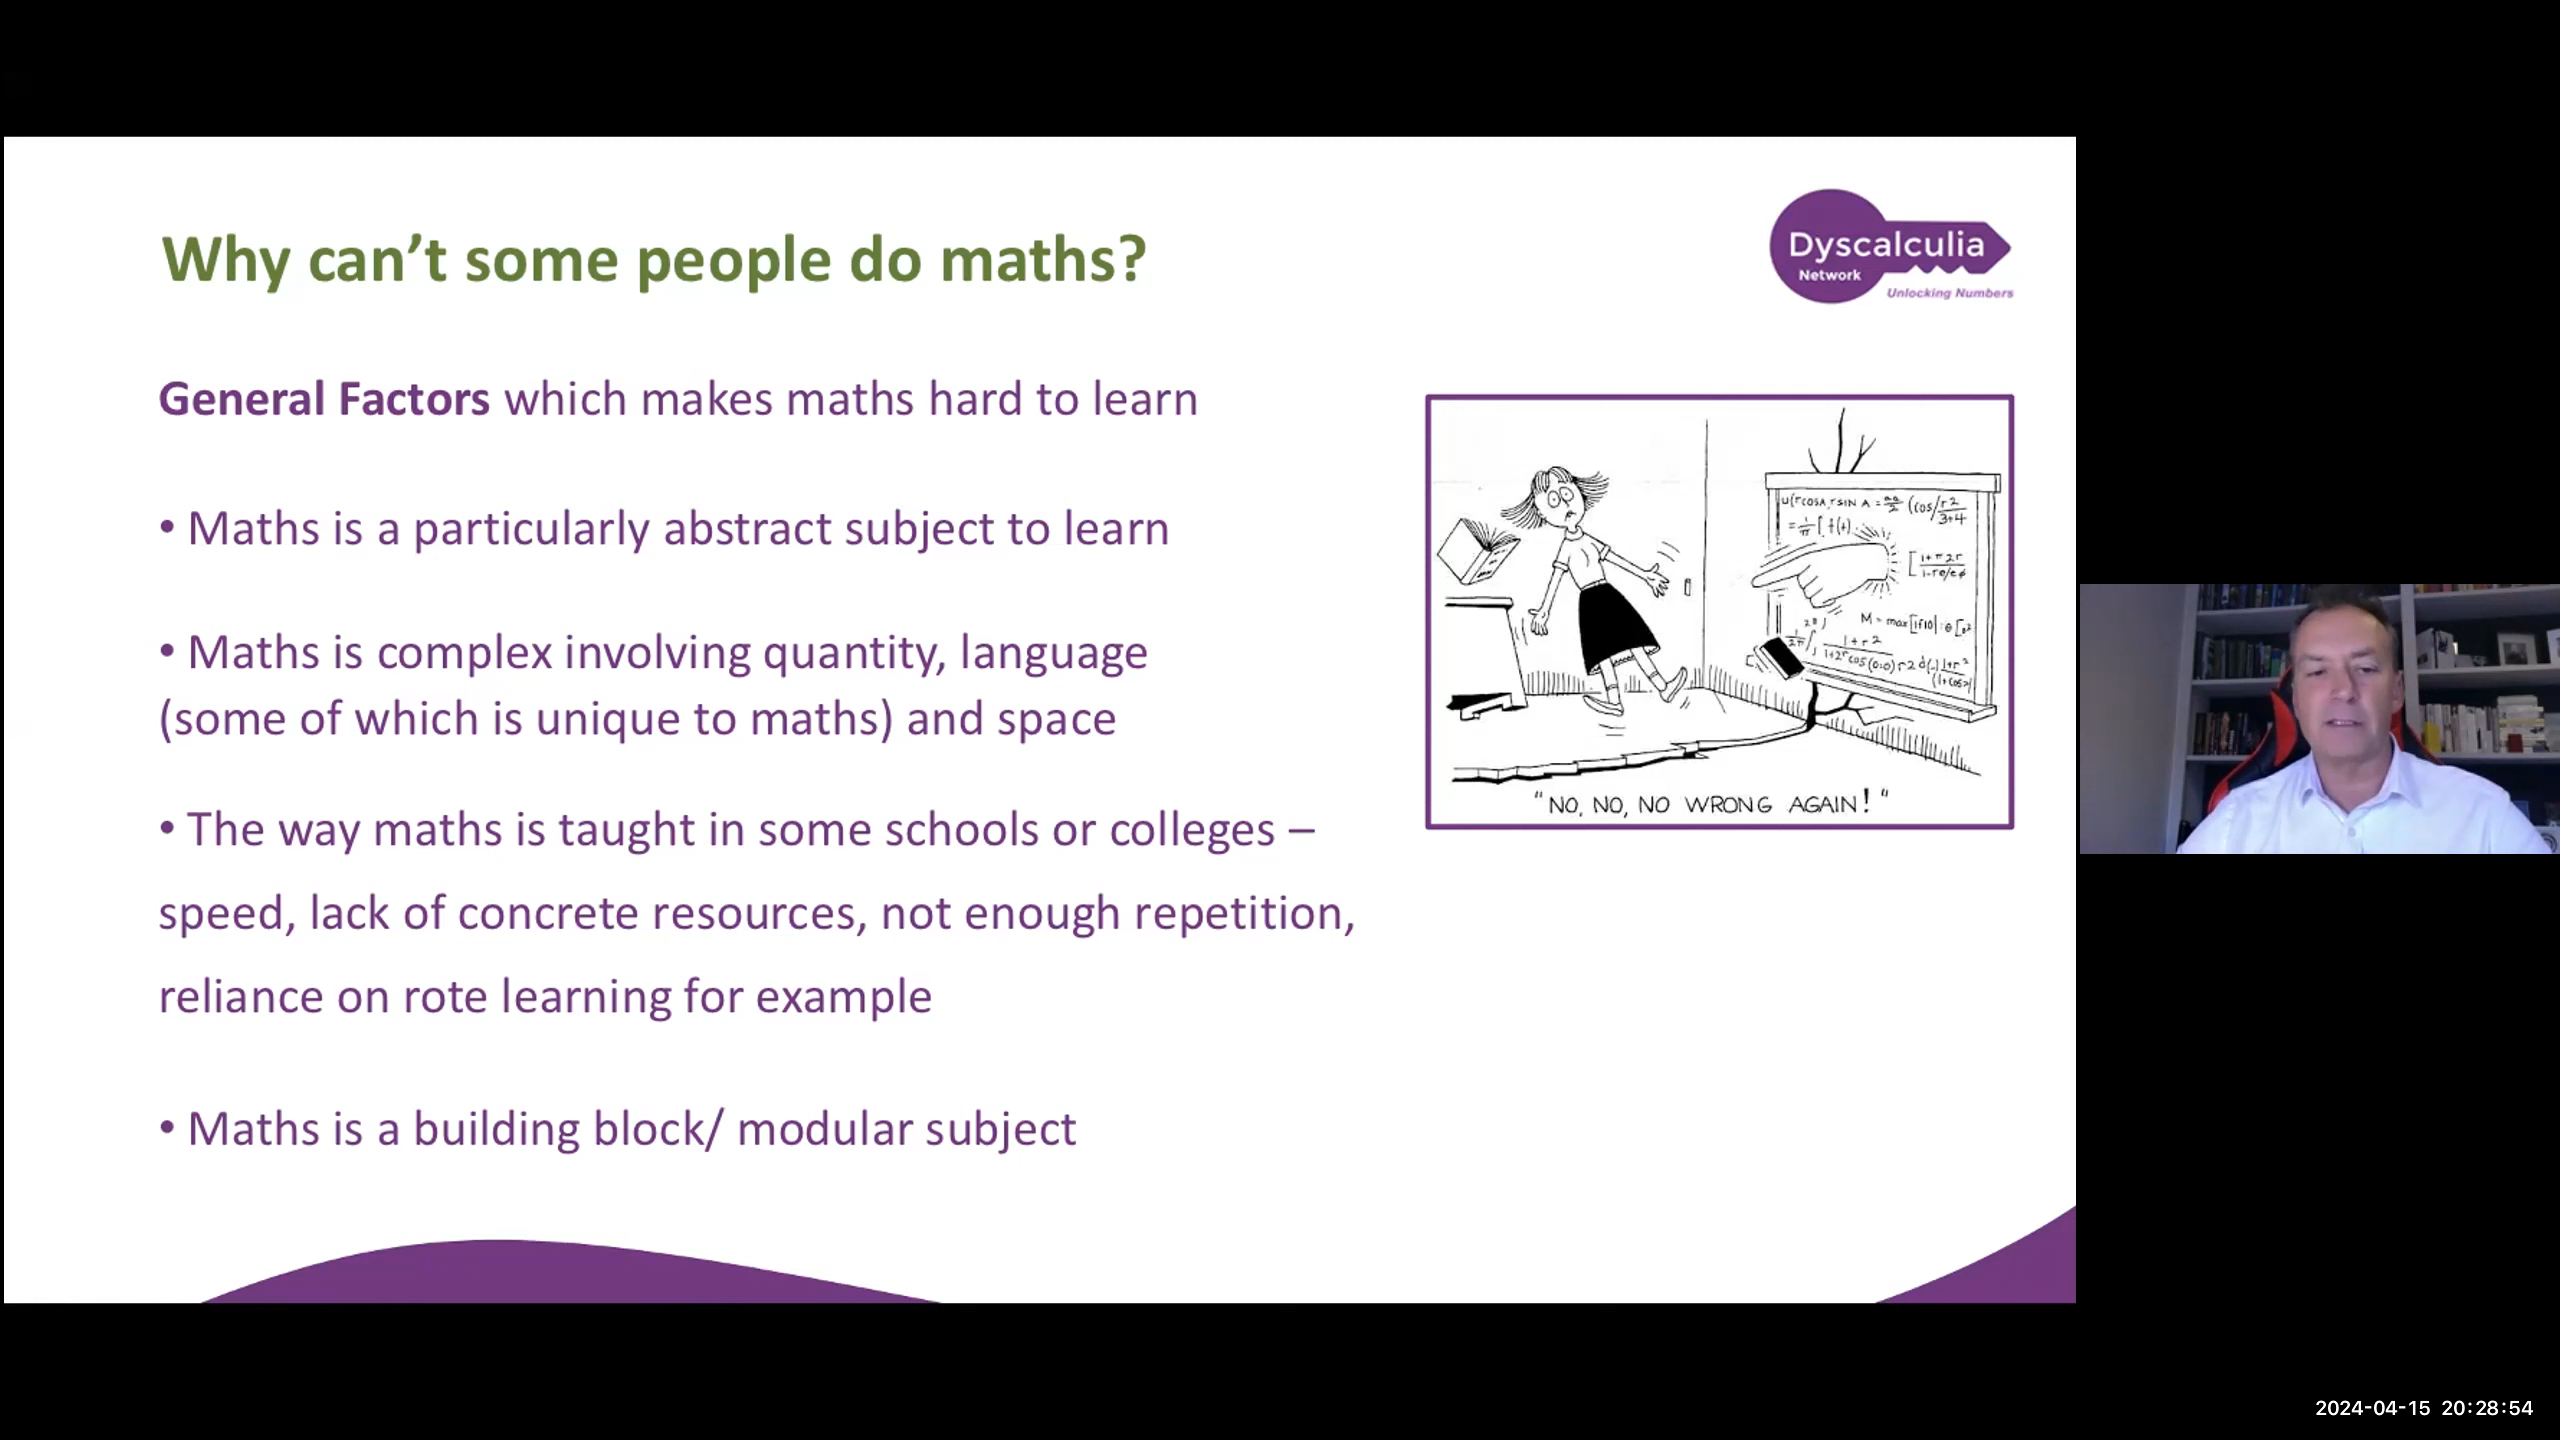 Why can’t some people do maths?
Dyscalculia
Network
Unlocking Numbers
General Factors which makes maths hard to learn
• Maths is a particularly abstract subject to learn
• Maths is complex involving quantity, language
(some of which is unique to maths) and space
• The way maths is taught in some schools or colleges –
speed, lack of concrete resources, not enough repetition,
reliance on rote learning for example
• Maths is a building block/ modular subject
"NO, NO, NO WRONG AGAIN!"
2024-04-15 20:28:54